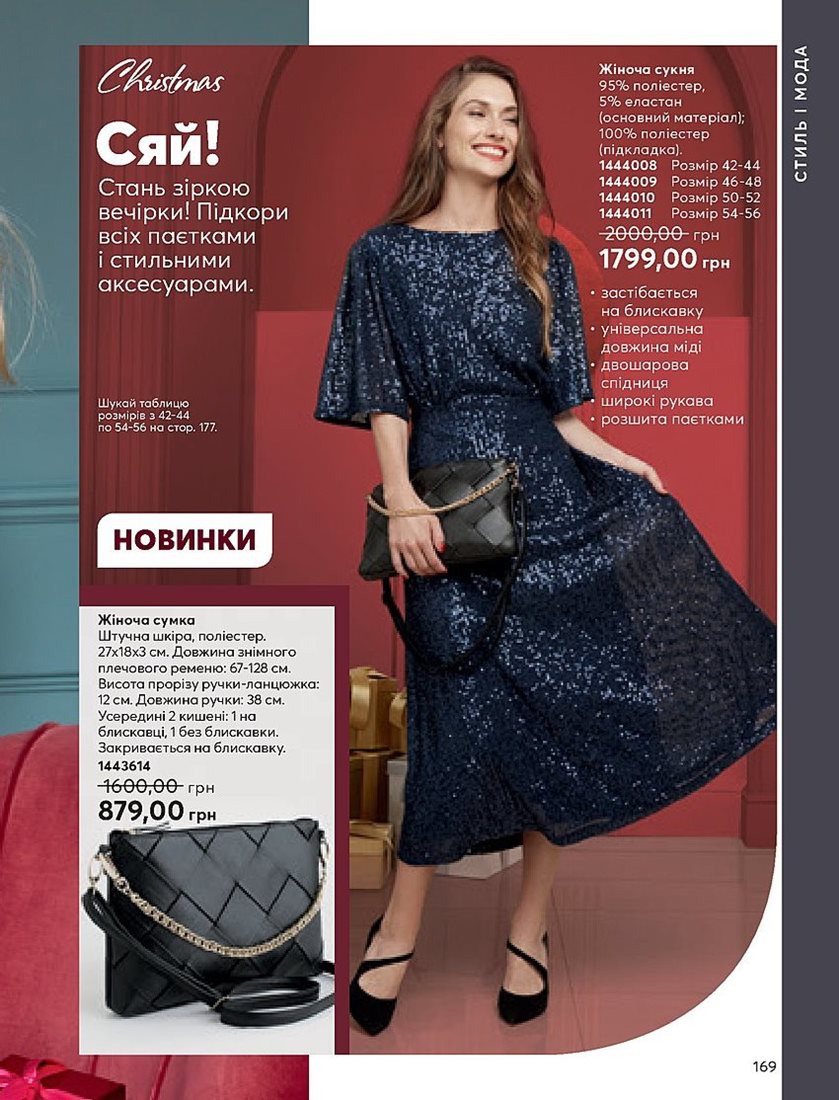 Christmas
Сяй!
Стань зіркою
вечірки! Підкори
всіх паєтками
і стильними
аксесуарами.
Шукай таблицю
розмірів з 42-44
по 54-56 на стор. 177.
НОВИНКИ
Жіноча сукня
95% поліестер,
5% еластан
(основний матеріал);
100% поліестер
(підкладка).
1444008 Розмір 42-44
1444009 Розмір 46-48
1444010 Розмір 50-52
1444011 Розмір 54-56
2000,00 грн
1799,00 грн
• застібається
на блискавку
• універсальна
довжина міді
• двошарова
спідниця
• широкі рукава
• розшита паєтками
СТИЛЬ | МОДА
Жіноча сумка
Штучна шкіра, поліестер.
27х18х3 см. Довжина знімного
плечового ременю: 67-128 см.
Висота прорізу ручки-ланцюжка:
12 см. Довжина ручки: 38 см.
Усередині 2 кишені: 1 на
блискавці, 1 без блискавки.
Закривається на блискавку.
1443614
1600,00 грн
879,00 грн
169